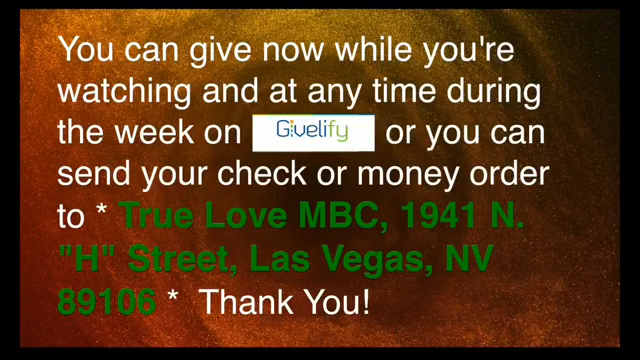 You can give now while you're
watching and at any time during
the week on Givelify or you can
send your check or money order
to * True Love MBC, 1941 N.
"H" Street, Las Vegas, NV
89106 * Thank You!